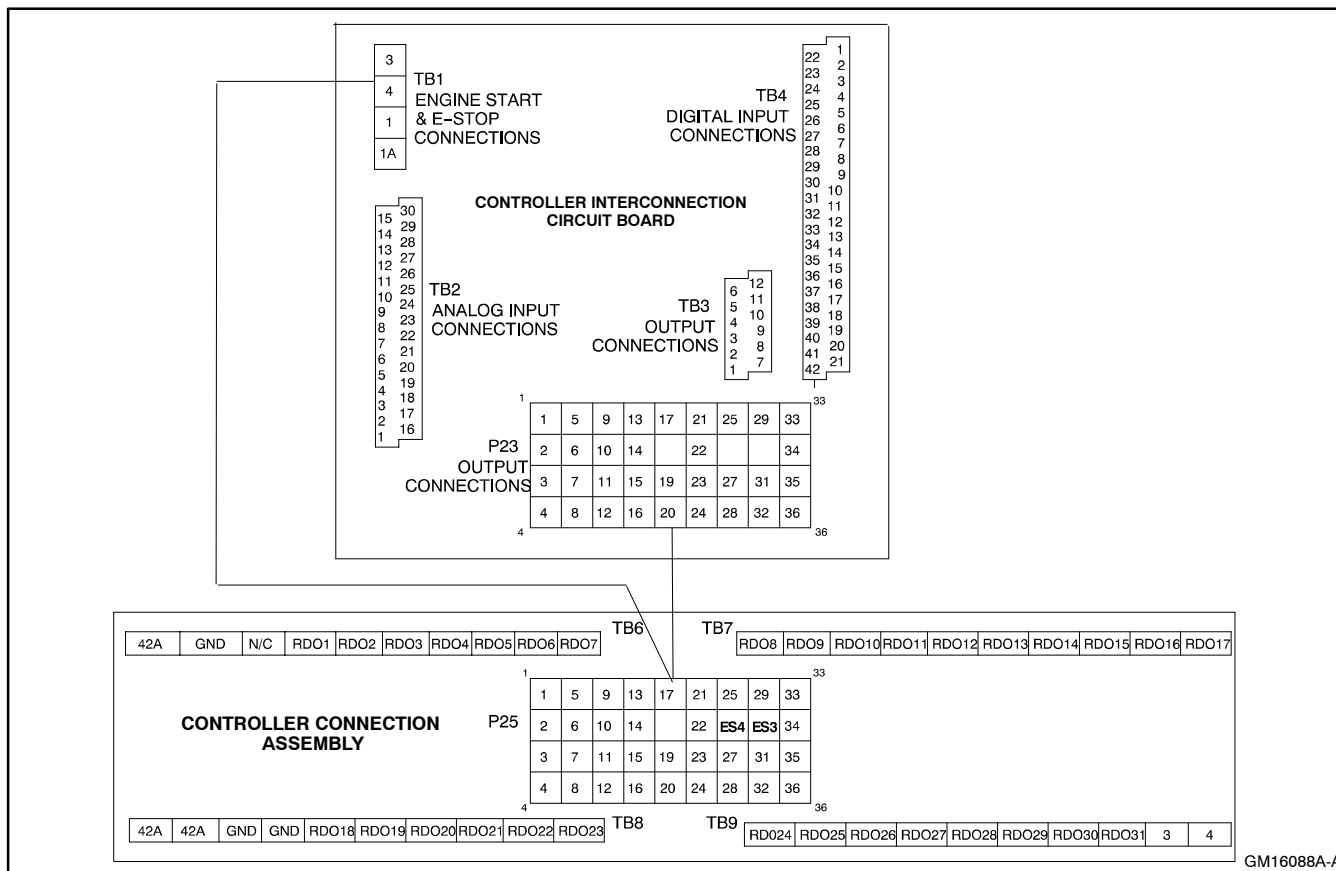 3
4
1
1A
TB1
ENGINE START
& E-STOP
CONNECTIONS
TB4
DIGITAL INPUT
CONNECTIONS
22 1
23 2
24 3
25 4
26 5
27 6
28 7
29 8
30 9
31 10
32 11
33 12
34 13
35 14
36 15
37 16
38 17
39 18
40 19
41 20
42 21
CONTROLLER INTERCONNECTION
CIRCUIT BOARD
15 30
14 29
13 28
12 27
11 26
10 25
9 24
8 23
7 22
6 21
5 20
4 19
3 18
2 17
1 16
TB2
ANALOG INPUT
CONNECTIONS
TB3
OUTPUT
CONNECTIONS
6 12
5 11
4 10
3 9
2 8
1 7
P23
OUTPUT
CONNECTIONS
1 33
1 5 9 13 17 21 25 29 33
2 6 10 14 22 34
3 7 11 15 19 23 27 31 35
4 8 12 16 20 24 28 32 36
4 36
42A GND N/C RDO1 RDO2 RDO3 RDO4 RDO5 RDO6 RDO7 TB6
TB7 RDO8 RDO9 RDO10 RDO11 RDO12 RDO13 RDO14 RDO15 RDO16 RDO17
CONTROLLER CONNECTION
ASSEMBLY
P25
1 33
1 5 9 13 17 21 25 29 33
2 6 10 14 22 ES4 ES3 34
3 7 11 15 19 23 27 31 35
4 8 12 16 20 24 28 32 36
4 36
42A 42A GND GND RDO18 RDO19 RDO20 RDO21 RDO22 RDO23 TB8
TB9 RD024 RDO25 RDO26 RDO27 RDO28 RDO29 RDO30 RDO31 3 4
GM16088A-A